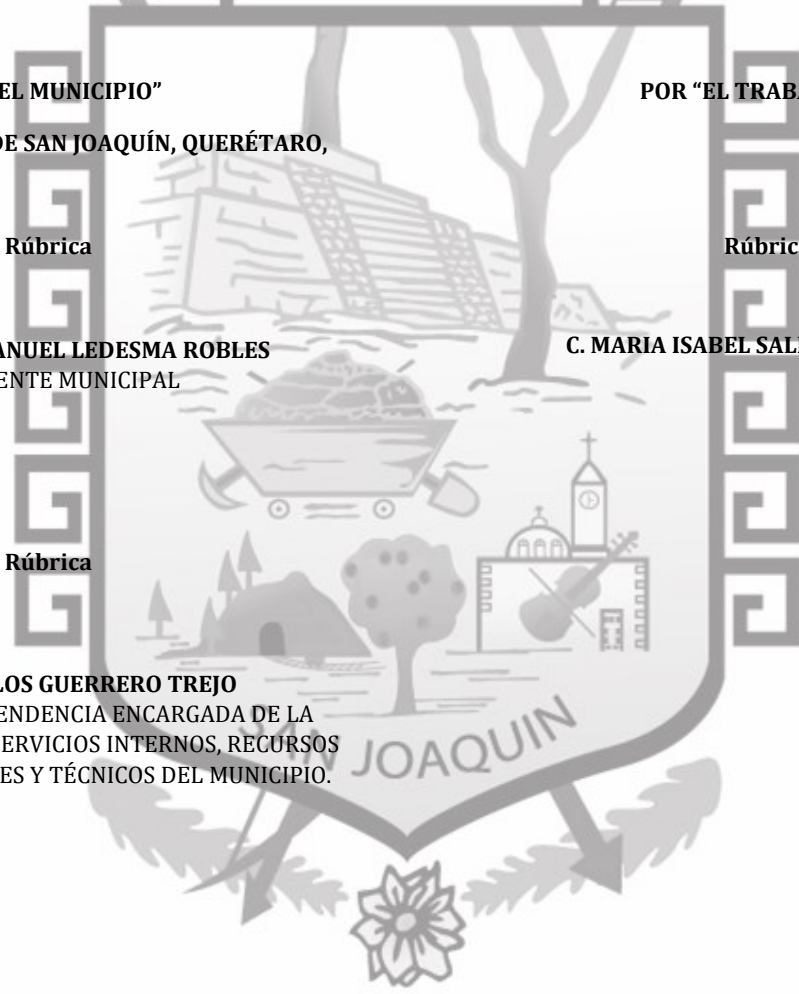 EL MUNICIPIO”
POR “EL TRABA
DE SAN JOAQUÍN, QUERÉTARO,
Rúbrica
Rúbric
ANUEL LEDESMA ROBLES
ENTE MUNICIPAL
C. MARIA ISABEL SAL
Rúbrica
LOS GUERRERO TREJO
ENDENCIA ENCARGADA DE LA
ERVICIOS INTERNOS, RECURSOS
ES Y TÉCNICOS DEL MUNICIPIO.
SAN JOAQUIN